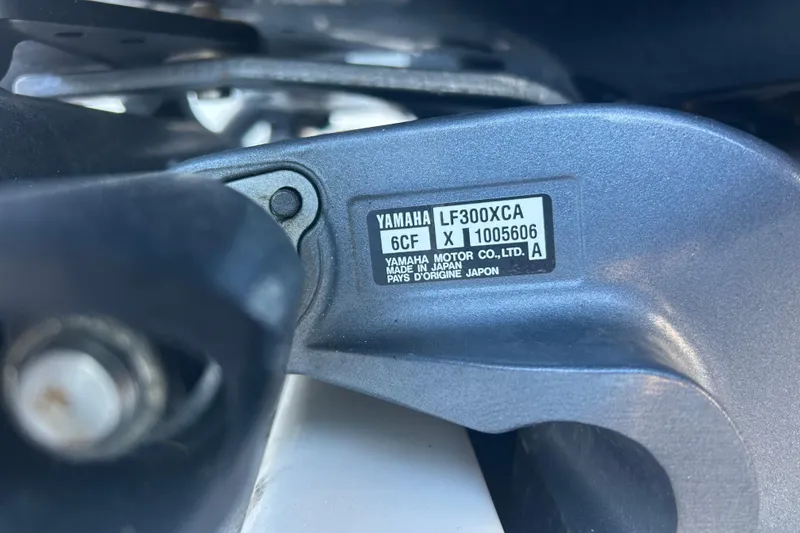 YAMAHA LF300XCA
6CF X 1005606
YAMAHA MOTOR CO., LTD. A
MADE IN JAPAN
PAYS D'ORIGINE JAPON